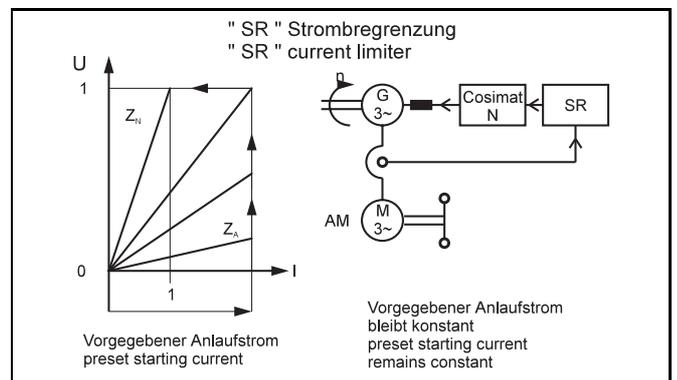 " SR " Strombregrenzung
" SR " current limiter
U
1
Z_N
Z_A
0
I
1
Vorgegebener Anlaufstrom
preset starting current
n
G
3~
Cosimat
N
SR
AM
M
3~
Vorgegebener Anlaufstrom
bleibt konstant
preset starting current
remains constant